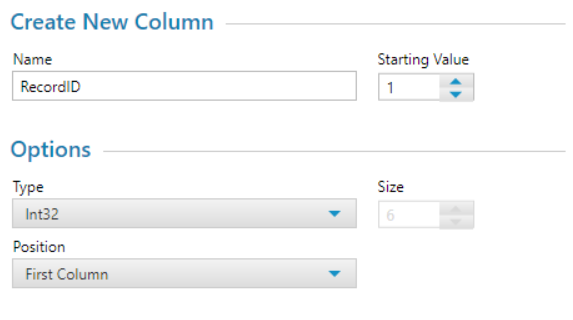 Create New Column
Name
Starting Value
RecordID
1
Options
Type
Size
Int32
6
Position
First Column